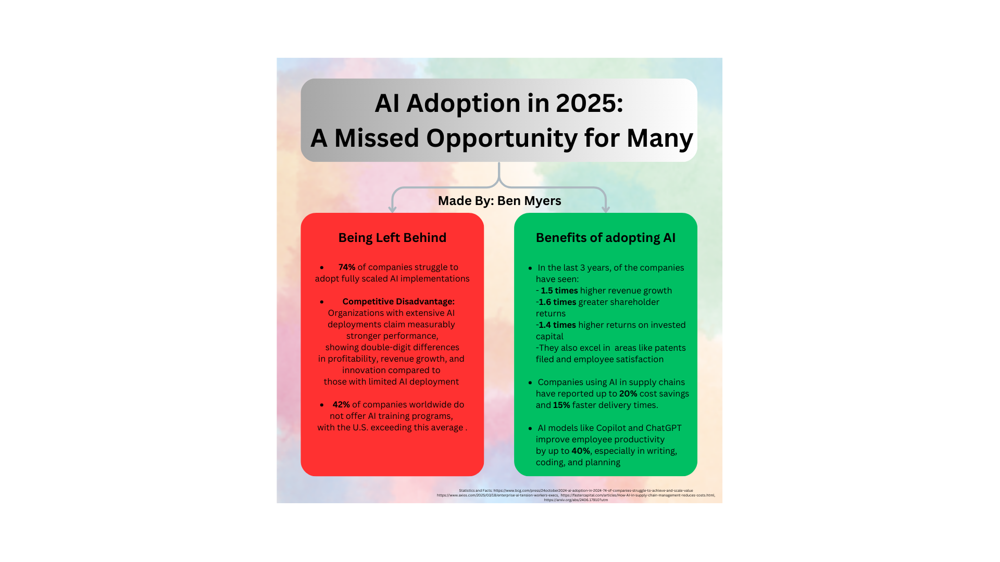 AI Adoption in 2025:
A Missed Opportunity for Many
Made By: Ben Myers
Being Left Behind
• 74% of companies struggle to
adopt fully scaled AI implementations
• Competitive Disadvantage:
Organizations with extensive AI
deployments claim measurably
stronger performance,
showing double-digit differences
in profitability, revenue growth, and
innovation compared to
those with limited AI deployment
• 42% of companies worldwide do
not offer AI training programs,
with the U.S. exceeding this average .
Benefits of adopting AI
• In the last 3 years, of the companies
have seen:
- 1.5 times higher revenue growth
-1.6 times greater shareholder
returns
-1.4 times higher returns on invested
capital
-They also excel in  areas like patents
filed and employee satisfaction
• Companies using AI in supply chains
have reported up to 20% cost savings
and 15% faster delivery times.
• AI models like Copilot and ChatGPT
improve employee productivity
by up to 40%, especially in writing,
coding, and planning
Statistics and Facts: https://www.bcg.com/press/24october2024-ai-adoption-in-2024-74-of-companies-struggle-to-achieve-and-scale-value
https://www.axios.com/2025/03/18/enterprise-ai-tension-workers-execs, https://fastercapital.com/articles/How-AI-in-supply-chain-management-reduces-costs.html,
https://arxiv.org/abs/2406.17910?utm